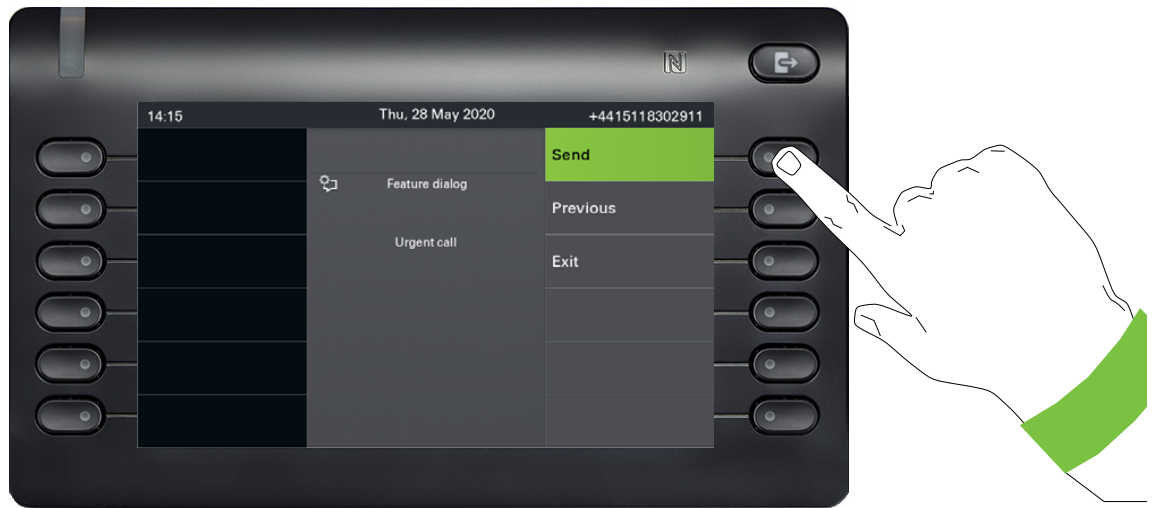 14:15 Thu, 28 May 2020 +4415118302911
Send
Feature dialog
Previous
Urgent call
Exit